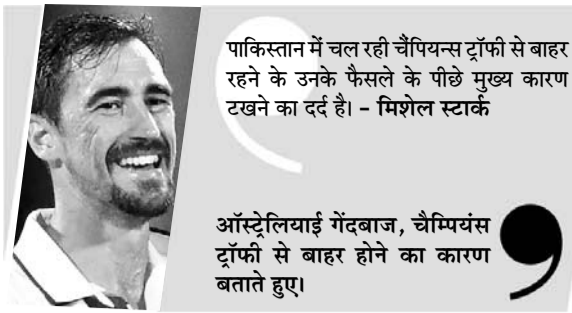 पाकिस्तान में चल रही चैंपियन्स ट्रॉफी से बाहर
रहने के उनके फैसले के पीछे मुख्य कारण
टखने का दर्द है। - मिशेल स्टार्क
ऑस्ट्रेलियाई गेंदबाज, चैम्पियंस
ट्रॉफी से बाहर होने का कारण
बताते हुए।